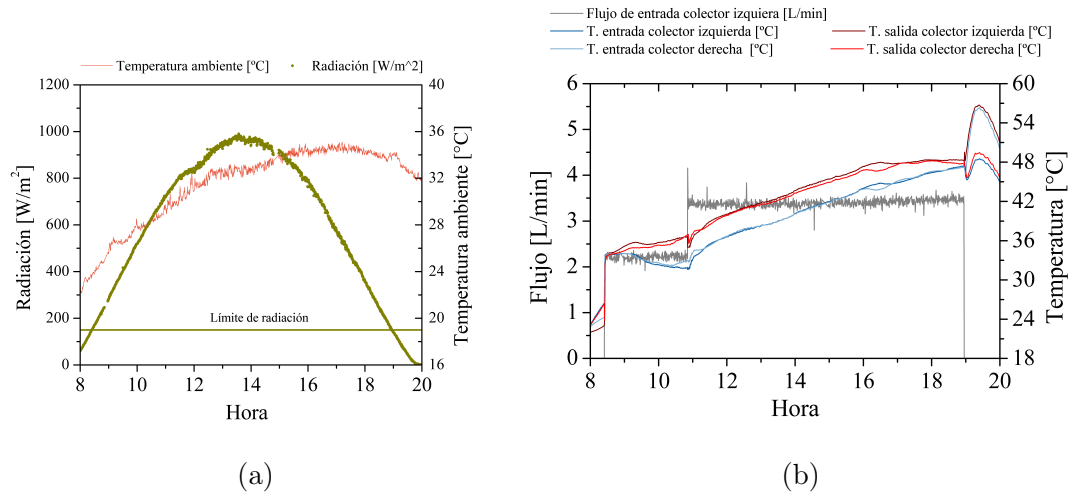 Temperatura ambiente [ºC] Radiación [W/m^2]
1200
1000
800
600
400
200
0
Radiación [W/m²]
40
36
32
28
24
20
16
Temperatura ambiente [°C]
Límite de radiación
8 10 12 14 16 18 20
Hora
(a)
Flujo de entrada colector izquiera [L/min]
T. entrada colector izquierda [ºC] T. salida colector izquierda [ºC]
T. entrada colector derecha [ºC] T. salida colector derecha [ºC]
6
5
4
3
2
1
0
Flujo [L/min]
60
54
48
42
36
30
24
18
Temperatura [°C]
8 10 12 14 16 18 20
Hora
(b)